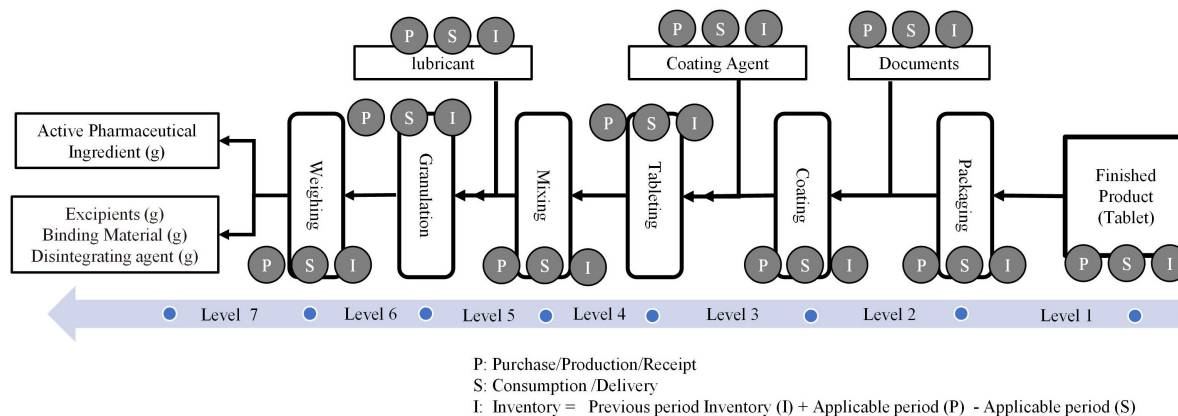 P S I
lubricant
P S I
Coating Agent
P S I
Documents
Active Pharmaceutical
Ingredient (g)
Excipients (g)
Binding Material (g)
Disintegrating agent (g)
Weighing
P S I
P S I
Granulation
Mixing
P S I
P S I
Tableting
Coating
P S I
Packaging
P S I
Finished
Product
(Tablet)
P S I
Level 7
Level 6
Level 5
Level 4
Level 3
Level 2
Level 1
P: Purchase/Production/Receipt
S: Consumption /Delivery
I: Inventory = Previous period Inventory (I) + Applicable period (P) - Applicable period (S)